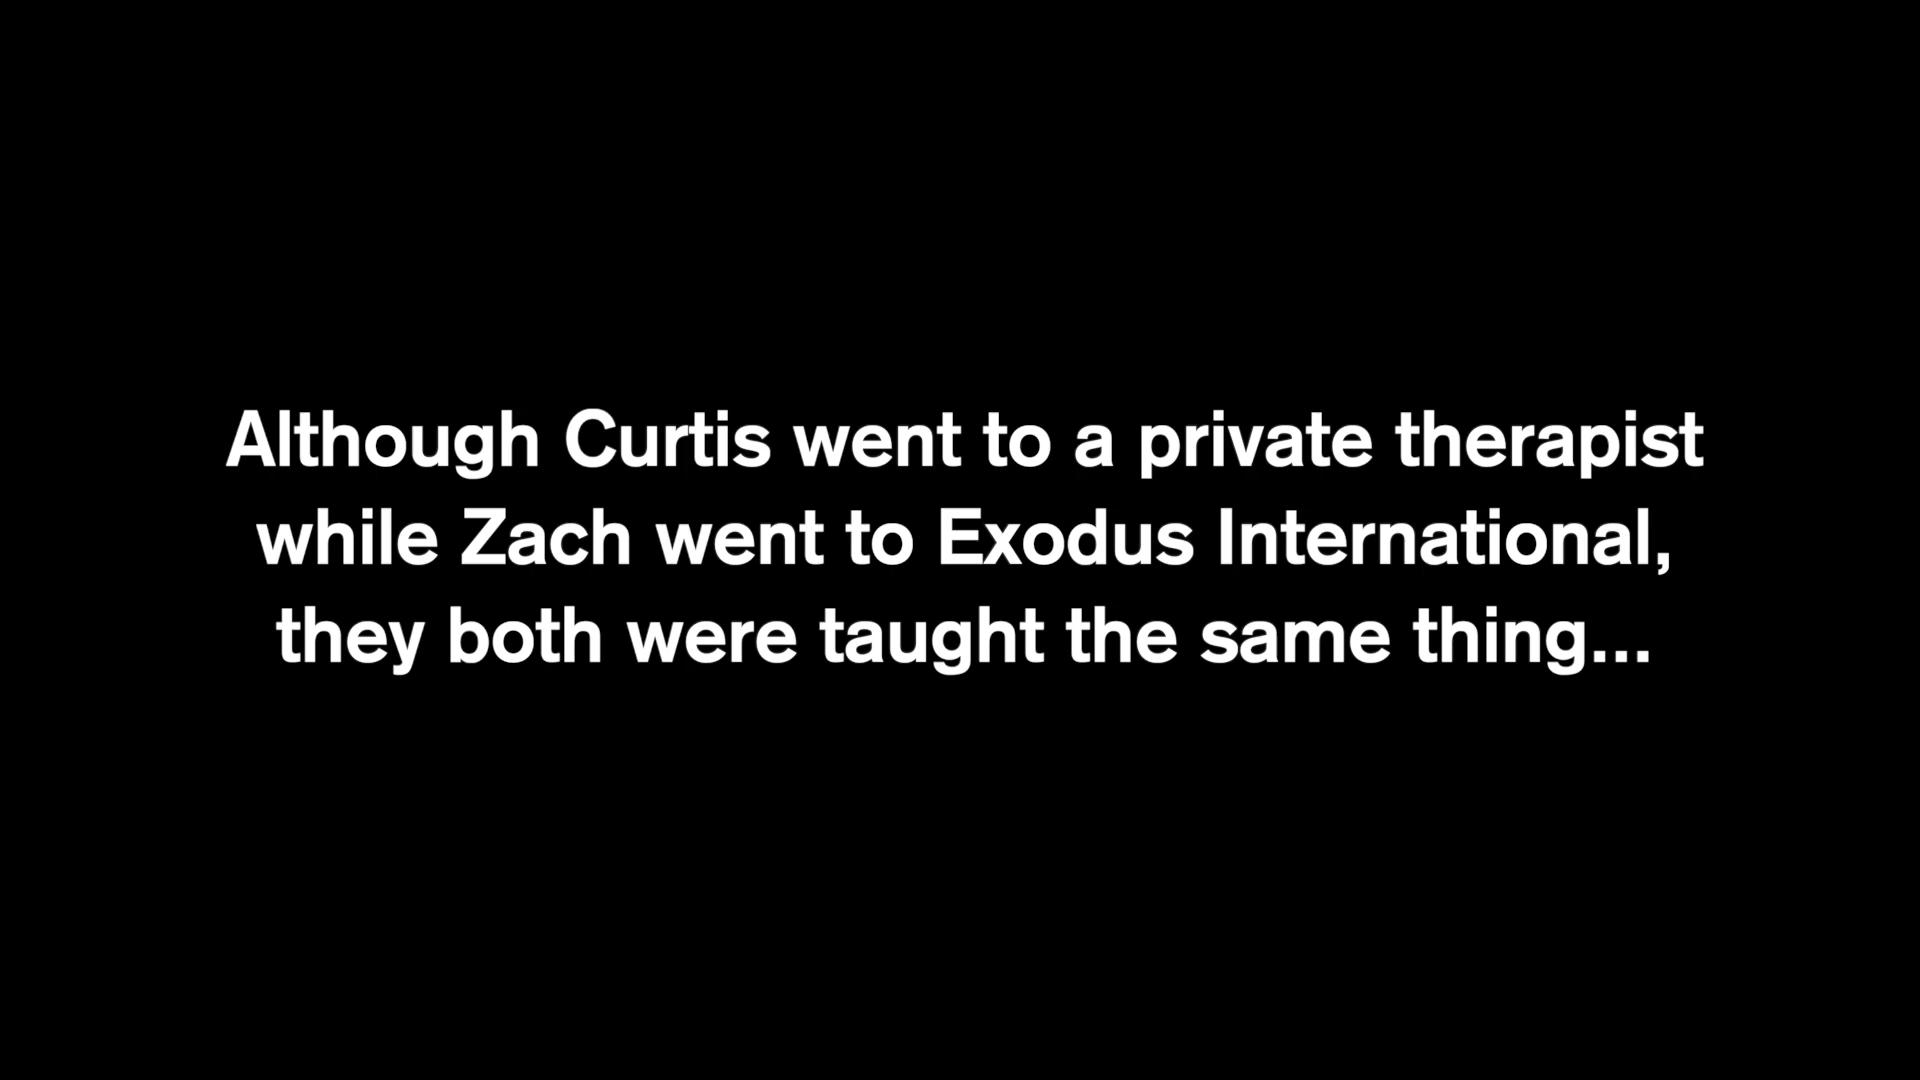 Although Curtis went to a private therapist
while Zach went to Exodus International,
they both were taught the same thing...